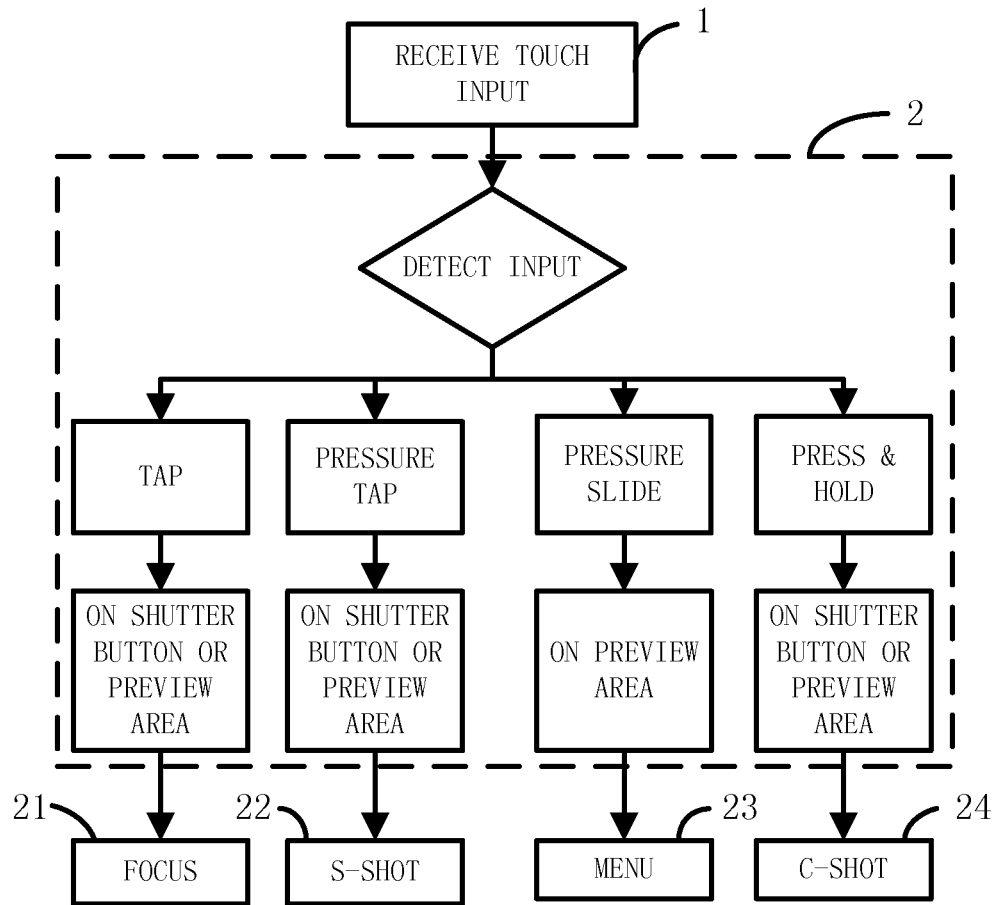 1
RECEIVE TOUCH
INPUT
2
DETECT INPUT
TAP
PRESSURE
TAP
PRESSURE
SLIDE
PRESS &
HOLD
ON SHUTTER
BUTTON OR
PREVIEW
AREA
ON SHUTTER
BUTTON OR
PREVIEW
AREA
ON PREVIEW
AREA
ON SHUTTER
BUTTON OR
PREVIEW
AREA
21
22
23
24
FOCUS
S-SHOT
MENU
C-SHOT